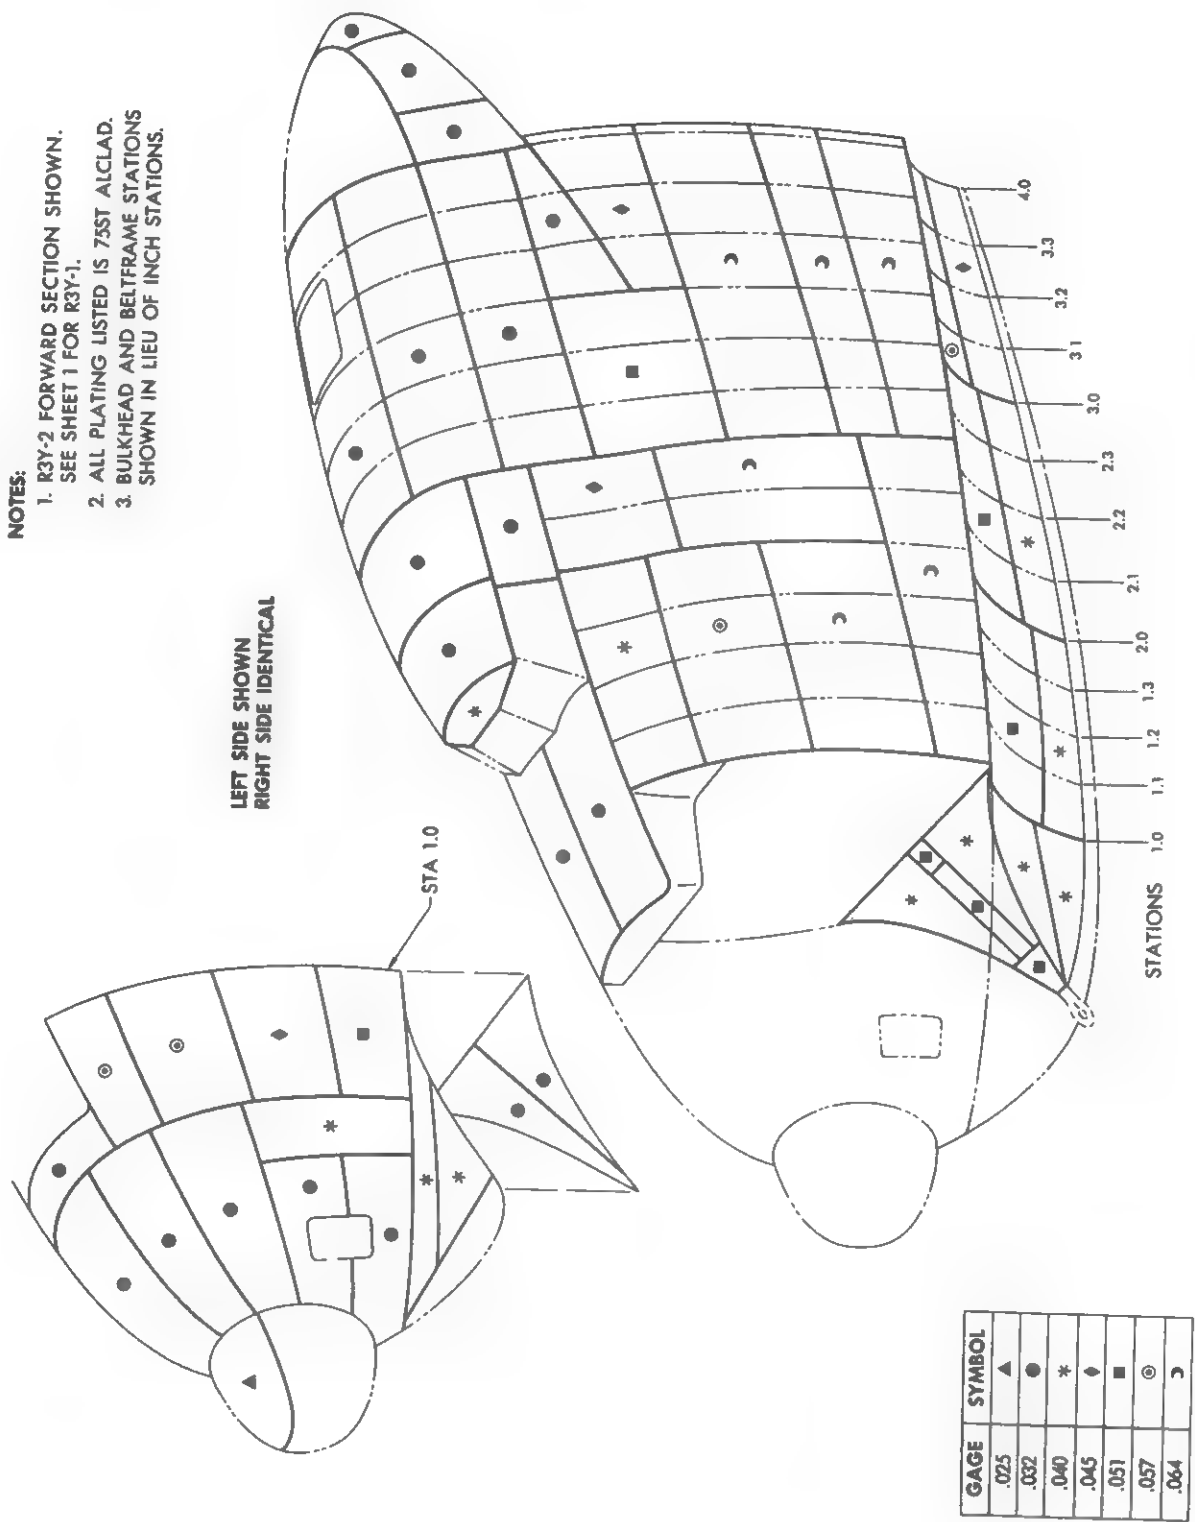 NOTES:
1. R3Y-2 FORWARD SECTION SHOWN.
SEE SHEET 1 FOR R3Y-1.
2. ALL PLATING LISTED IS 75ST ALCLAD.
3. BULKHEAD AND BELTFRAME STATIONS
SHOWN IN LIEU OF INCH STATIONS.
LEFT SIDE SHOWN
RIGHT SIDE IDENTICAL
STA 1.0
4.0
3.3
3.2
3 1
3.0
2.3
2.2
2.1
2.0
1.3
1.2
1.1
1.0
STATIONS
GAGE SYMBOL
.025
.032
.040
.045
.051
.057
.064